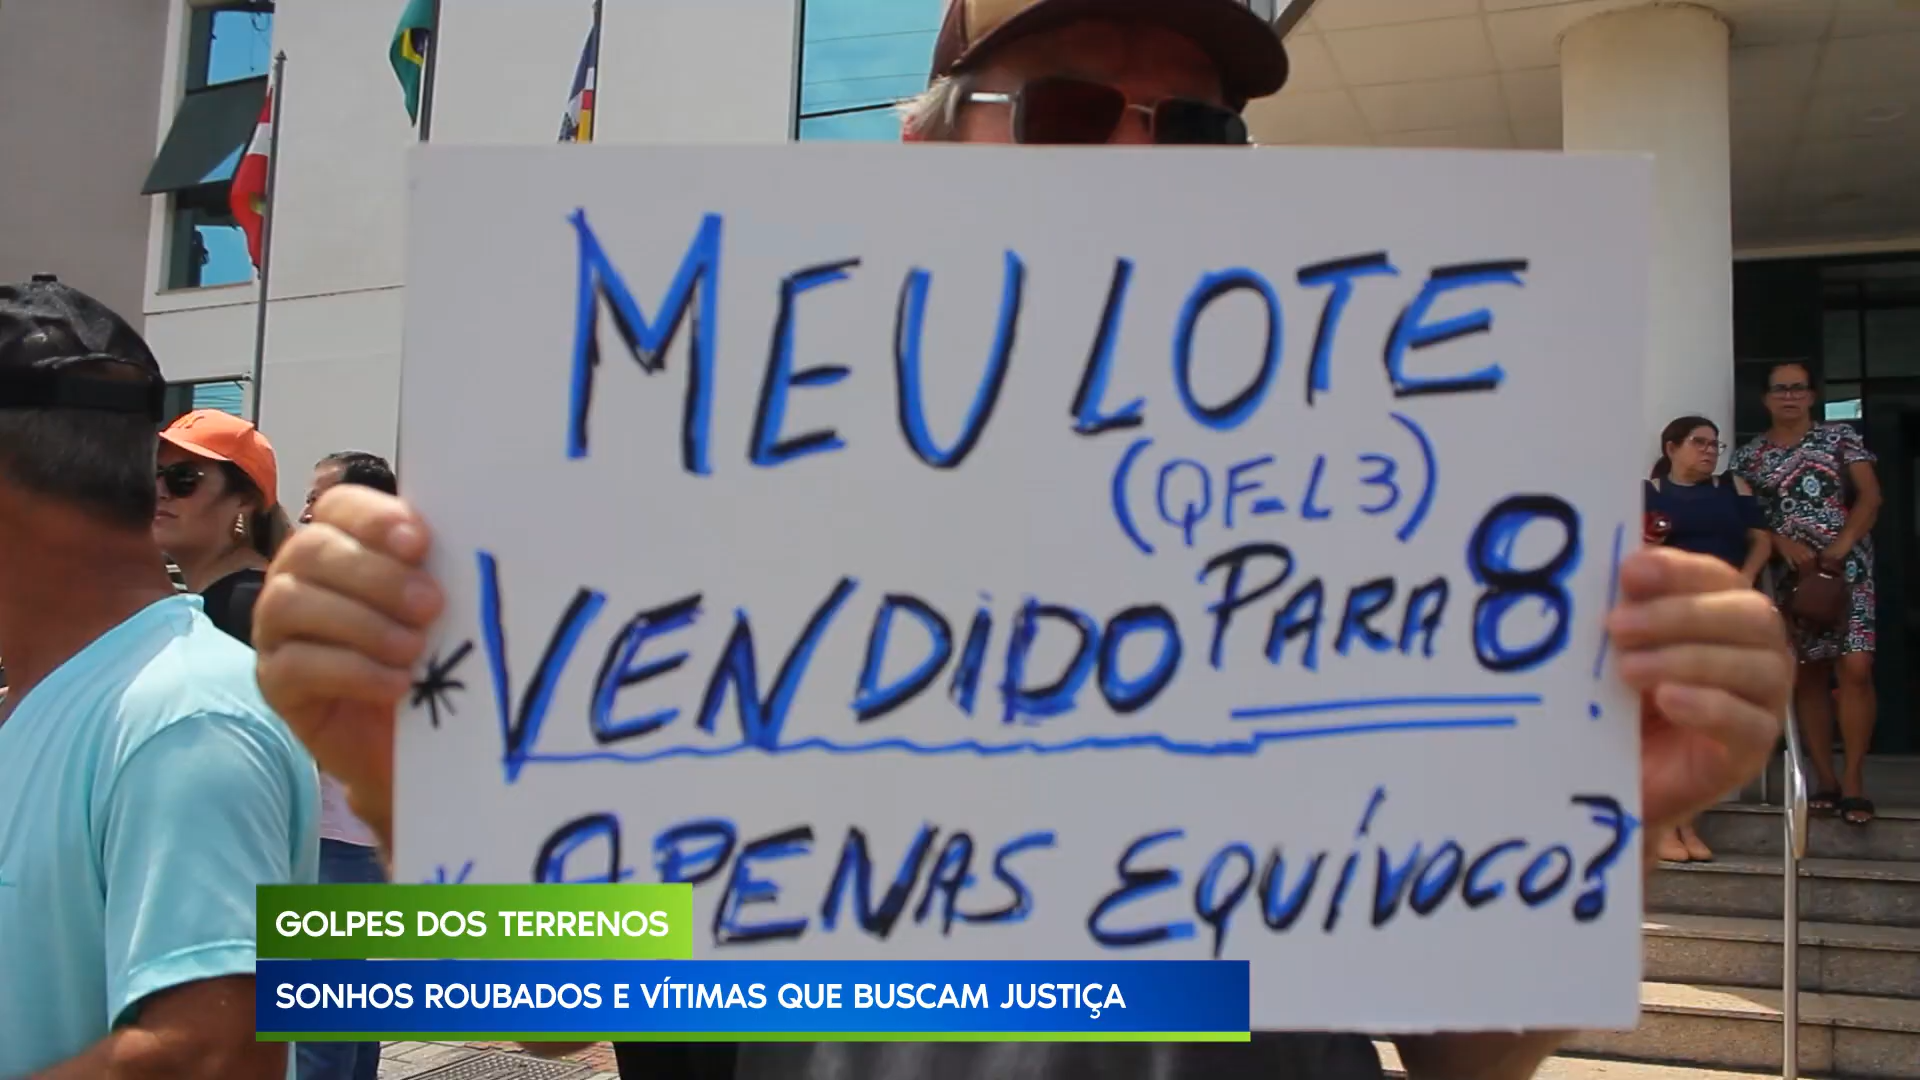 MEU LOTE
(QF-L3)
* VENDIDO PARA 8!
* APENAS EQUÍVOCO?
GOLPES DOS TERRENOS
SONHOS ROUBADOS E VÍTIMAS QUE BUSCAM JUSTIÇA